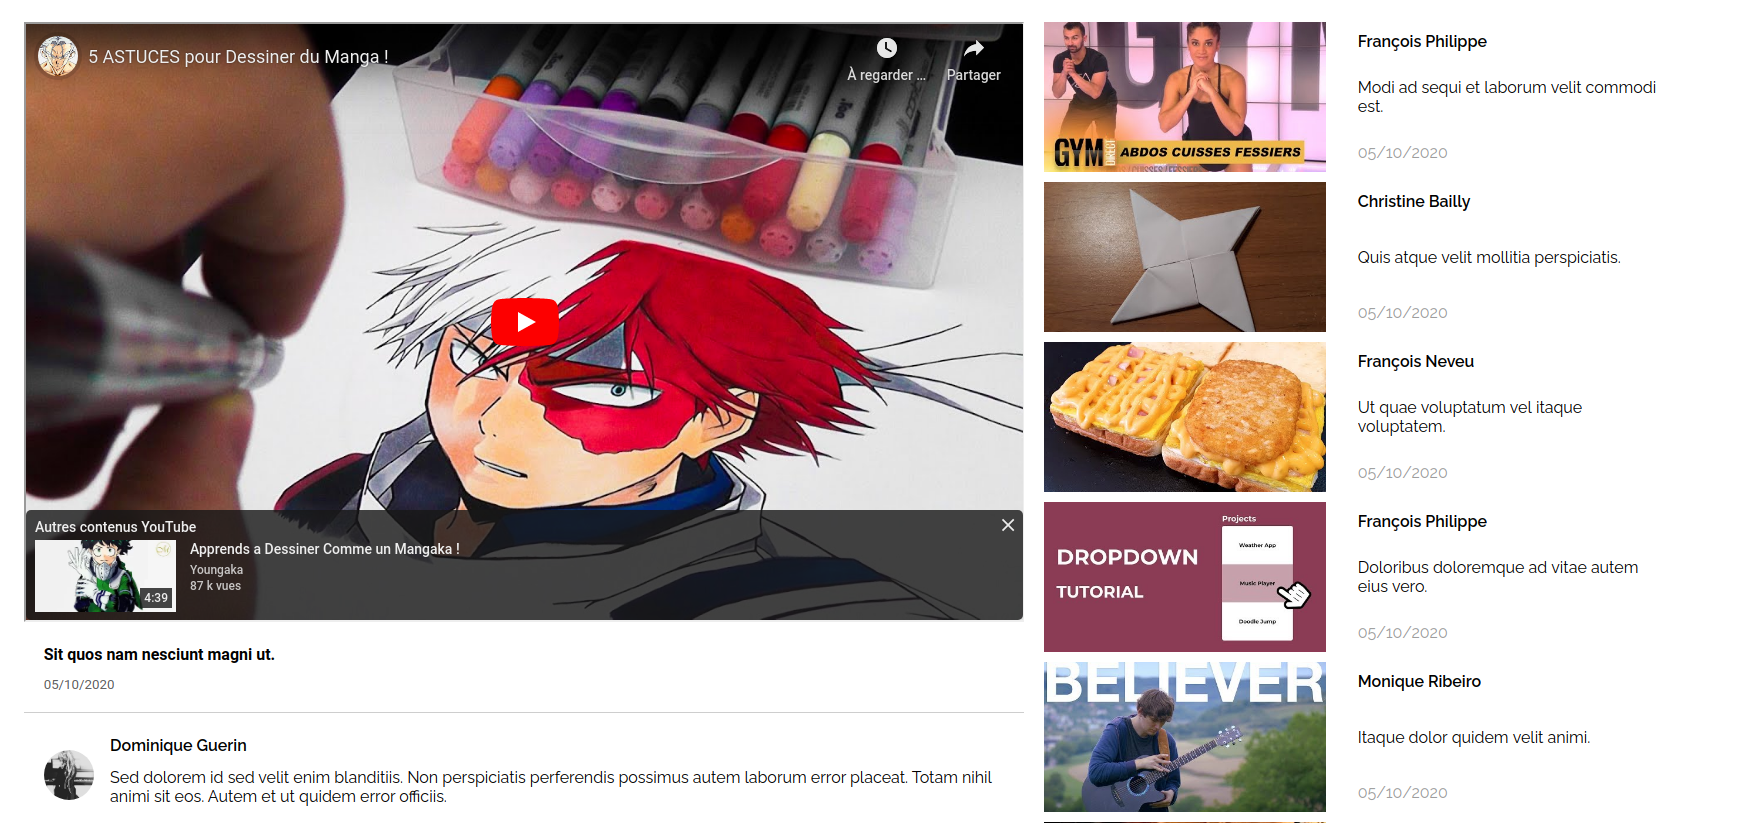 5 ASTUCES pour Dessiner du Manga !
À regarder ...
Partager
Autres contenus YouTube
Apprends a Dessiner Comme un Mangaka !
Youngaka
87 k vues
4:39
Sit quos nam nesciunt magni ut.
05/10/2020
Dominique Guerin
Sed dolorem id sed velit enim blanditiis. Non perspiciatis perferendis possimus autem laborum error placeat. Totam nihil
animi sit eos. Autem et ut quidem error officiis.
GYM DIRECT
ABDOS CUISSES FESSIERS
François Philippe
Modi ad sequi et laborum velit commodi
est.
05/10/2020
Christine Bailly
Quis atque velit mollitia perspiciatis.
05/10/2020
François Neveu
Ut quae voluptatum vel itaque
voluptatem.
05/10/2020
DROPDOWN
TUTORIAL
Projects
Weather App
Music Player
Doodle Jump
François Philippe
Doloribus doloremque ad vitae autem
eius vero.
05/10/2020
BELIEVER
Monique Ribeiro
Itaque dolor quidem velit animi.
05/10/2020